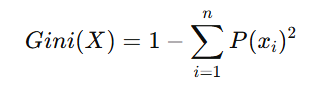 Gini(X) = 1 − ∑_{i=1}^{n} P(x_i)^2